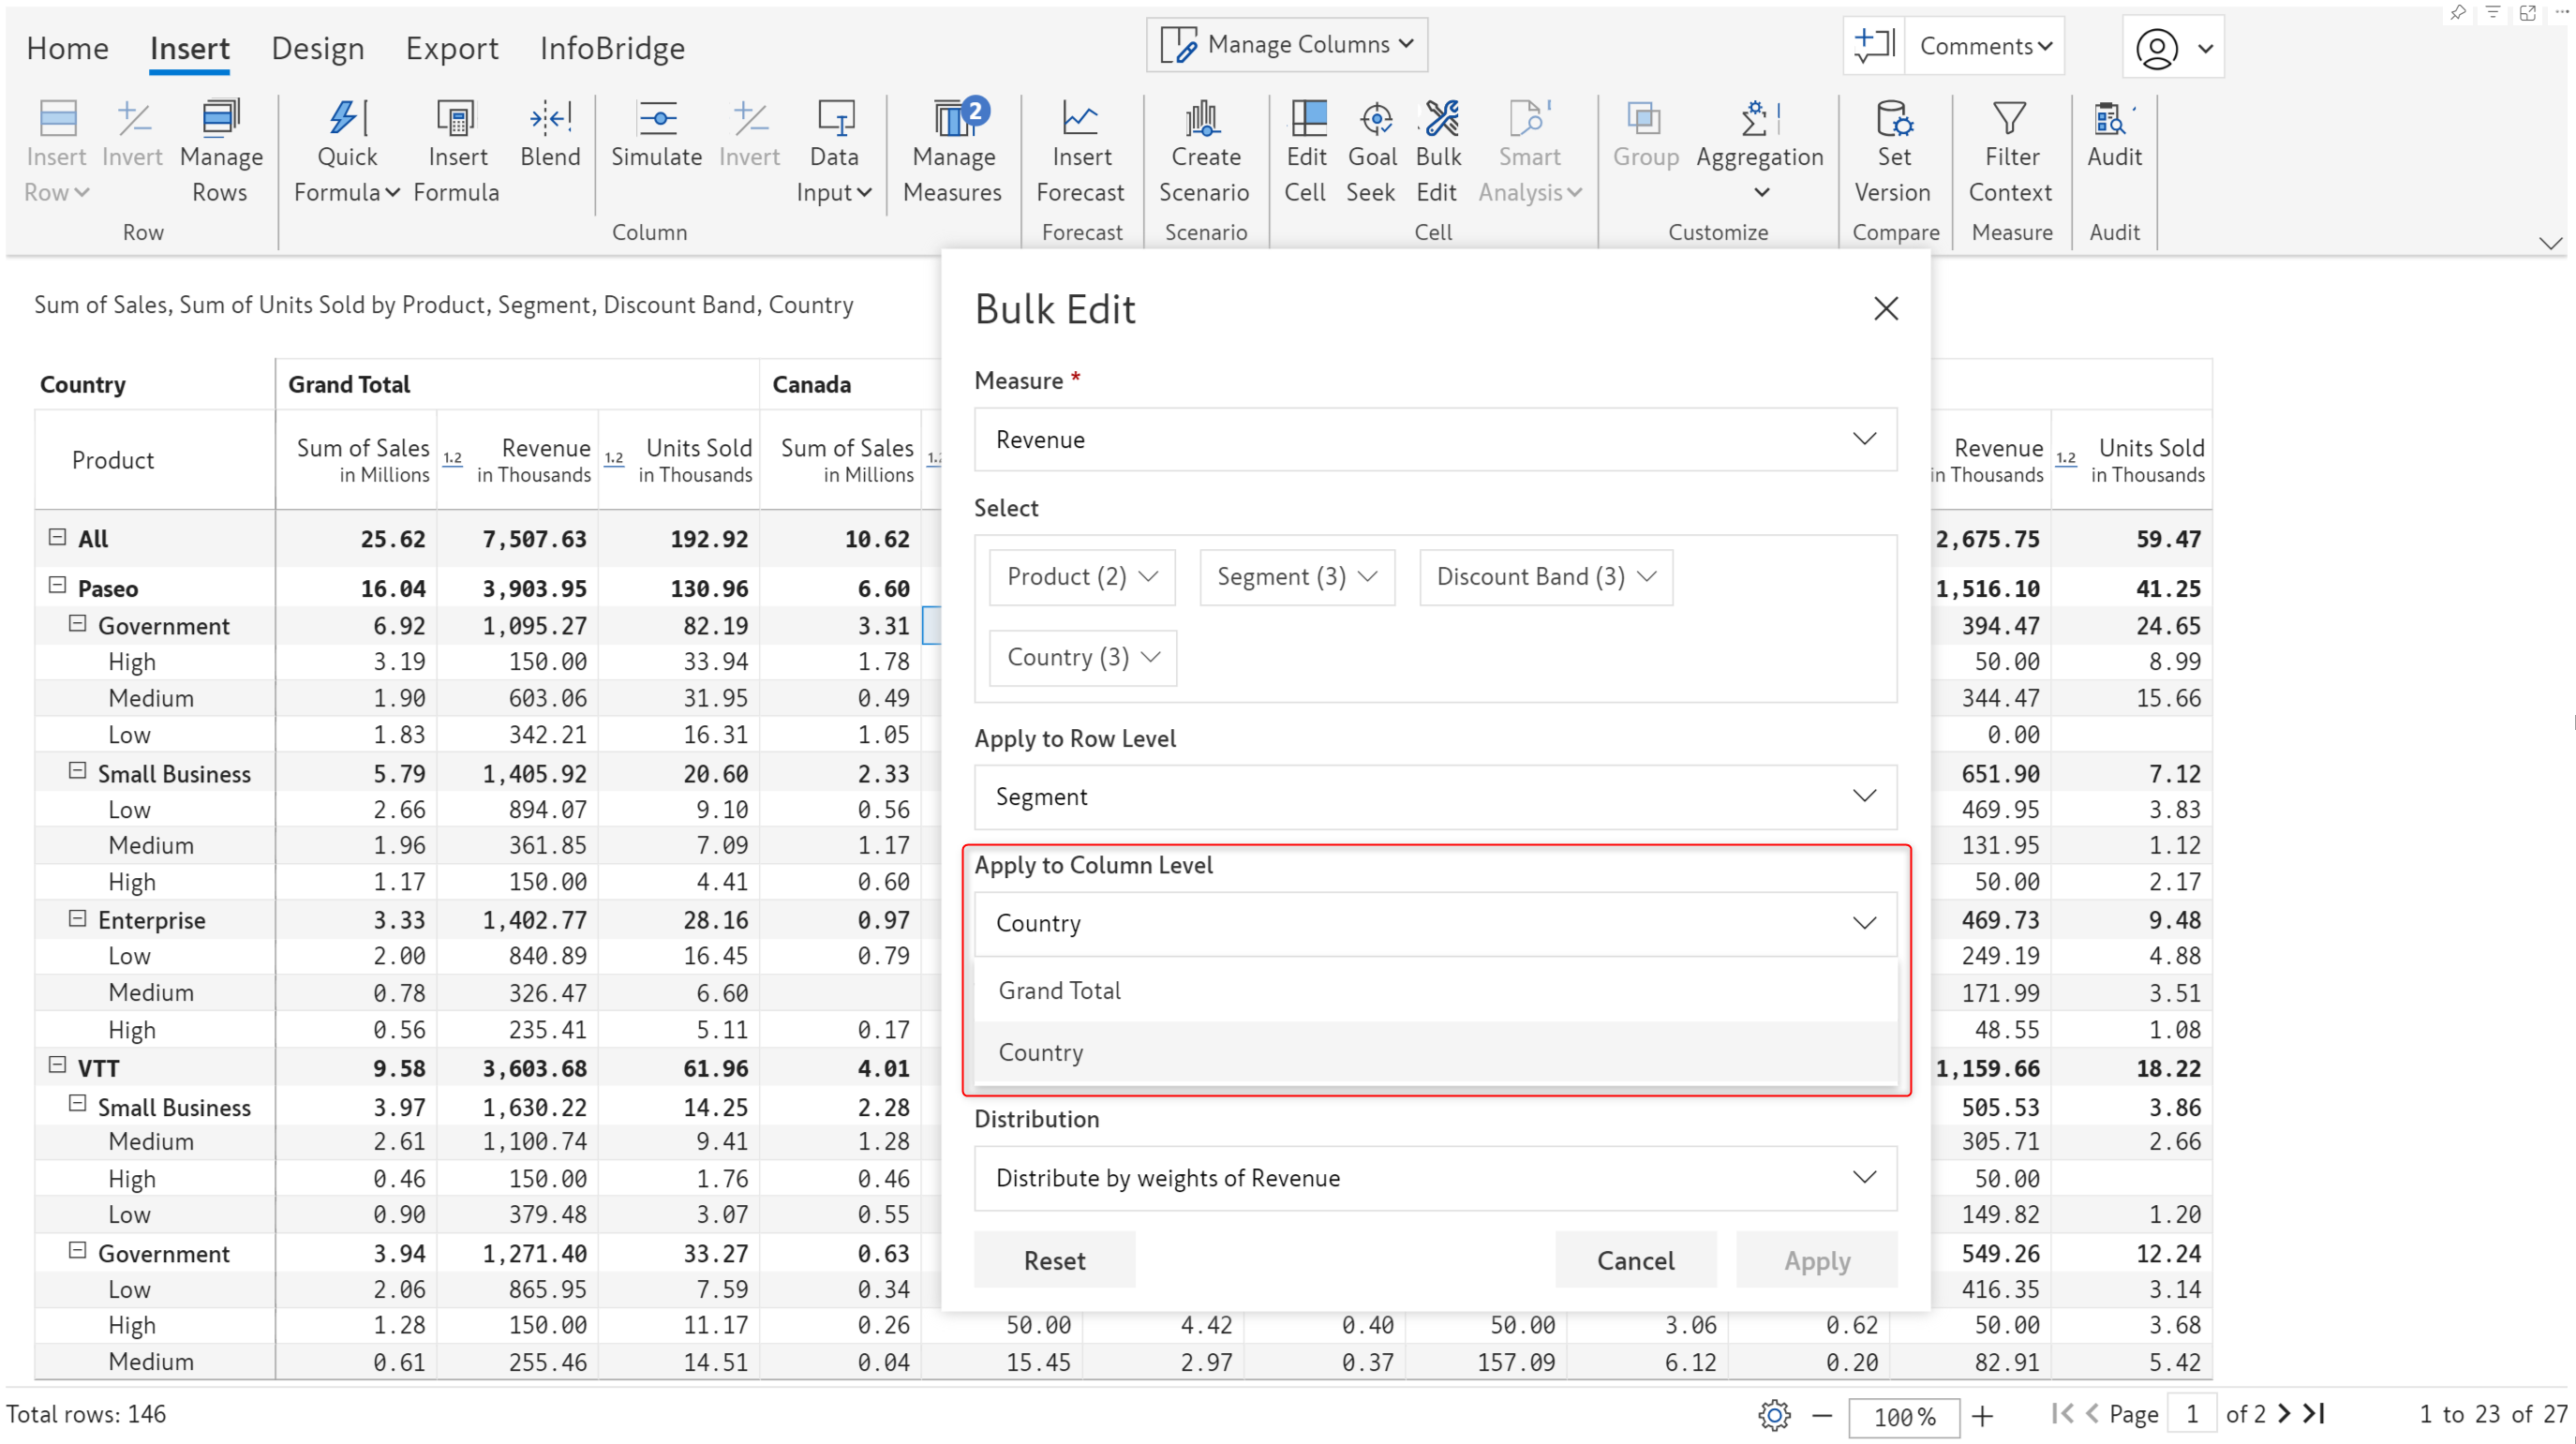 Home Insert Design Export InfoBridge Manage Columns Comments
Insert Row Invert Manage Rows Quick Formula Insert Formula Blend Simulate Invert Data Input Manage Measures 2 Insert Forecast Create Scenario Edit Cell Goal Seek Bulk Edit Smart Analysis Group Aggregation Set Version Filter Context Audit
Row Column Forecast Scenario Cell Customize Compare Measure Audit
Sum of Sales, Sum of Units Sold by Product, Segment, Discount Band, Country
Country Grand Total Canada
Product Sum of Sales in Millions 1.2 Revenue in Thousands 1.2 Units Sold in Thousands Sum of Sales in Millions Revenue in Thousands 1.2 Units Sold in Thousands
All 25.62 7,507.63 192.92 10.62 2,675.75 59.47
Paseo 16.04 3,903.95 130.96 6.60 1,516.10 41.25
Government 6.92 1,095.27 82.19 3.31 394.47 24.65
High 3.19 150.00 33.94 1.78 50.00 8.99
Medium 1.90 603.06 31.95 0.49 344.47 15.66
Low 1.83 342.21 16.31 1.05 0.00
Small Business 5.79 1,405.92 20.60 2.33 651.90 7.12
Low 2.66 894.07 9.10 0.56 469.95 3.83
Medium 1.96 361.85 7.09 1.17 131.95 1.12
High 1.17 150.00 4.41 0.60 50.00 2.17
Enterprise 3.33 1,402.77 28.16 0.97 469.73 9.48
Low 2.00 840.89 16.45 0.79 249.19 4.88
Medium 0.78 326.47 6.60 171.99 3.51
High 0.56 235.41 5.11 0.17 48.55 1.08
VTT 9.58 3,603.68 61.96 4.01 1,159.66 18.22
Small Business 3.97 1,630.22 14.25 2.28 505.53 3.86
Medium 2.61 1,100.74 9.41 1.28 305.71 2.66
High 0.46 150.00 1.76 0.46 50.00
Low 0.90 379.48 3.07 0.55 149.82 1.20
Government 3.94 1,271.40 33.27 0.63 549.26 12.24
Low 2.06 865.95 7.59 0.34 416.35 3.14
High 1.28 150.00 11.17 0.26 50.00 4.42 0.40 50.00 3.06 0.62 50.00 3.68
Medium 0.61 255.46 14.51 0.04 15.45 2.97 0.37 157.09 6.12 0.20 82.91 5.42
Bulk Edit
Measure *
Revenue
Select
Product (2) Segment (3) Discount Band (3)
Country (3)
Apply to Row Level
Segment
Apply to Column Level
Country
Grand Total
Country
Distribution
Distribute by weights of Revenue
Reset Cancel Apply
Total rows: 146 100% Page 1 of 2 1 to 23 of 27